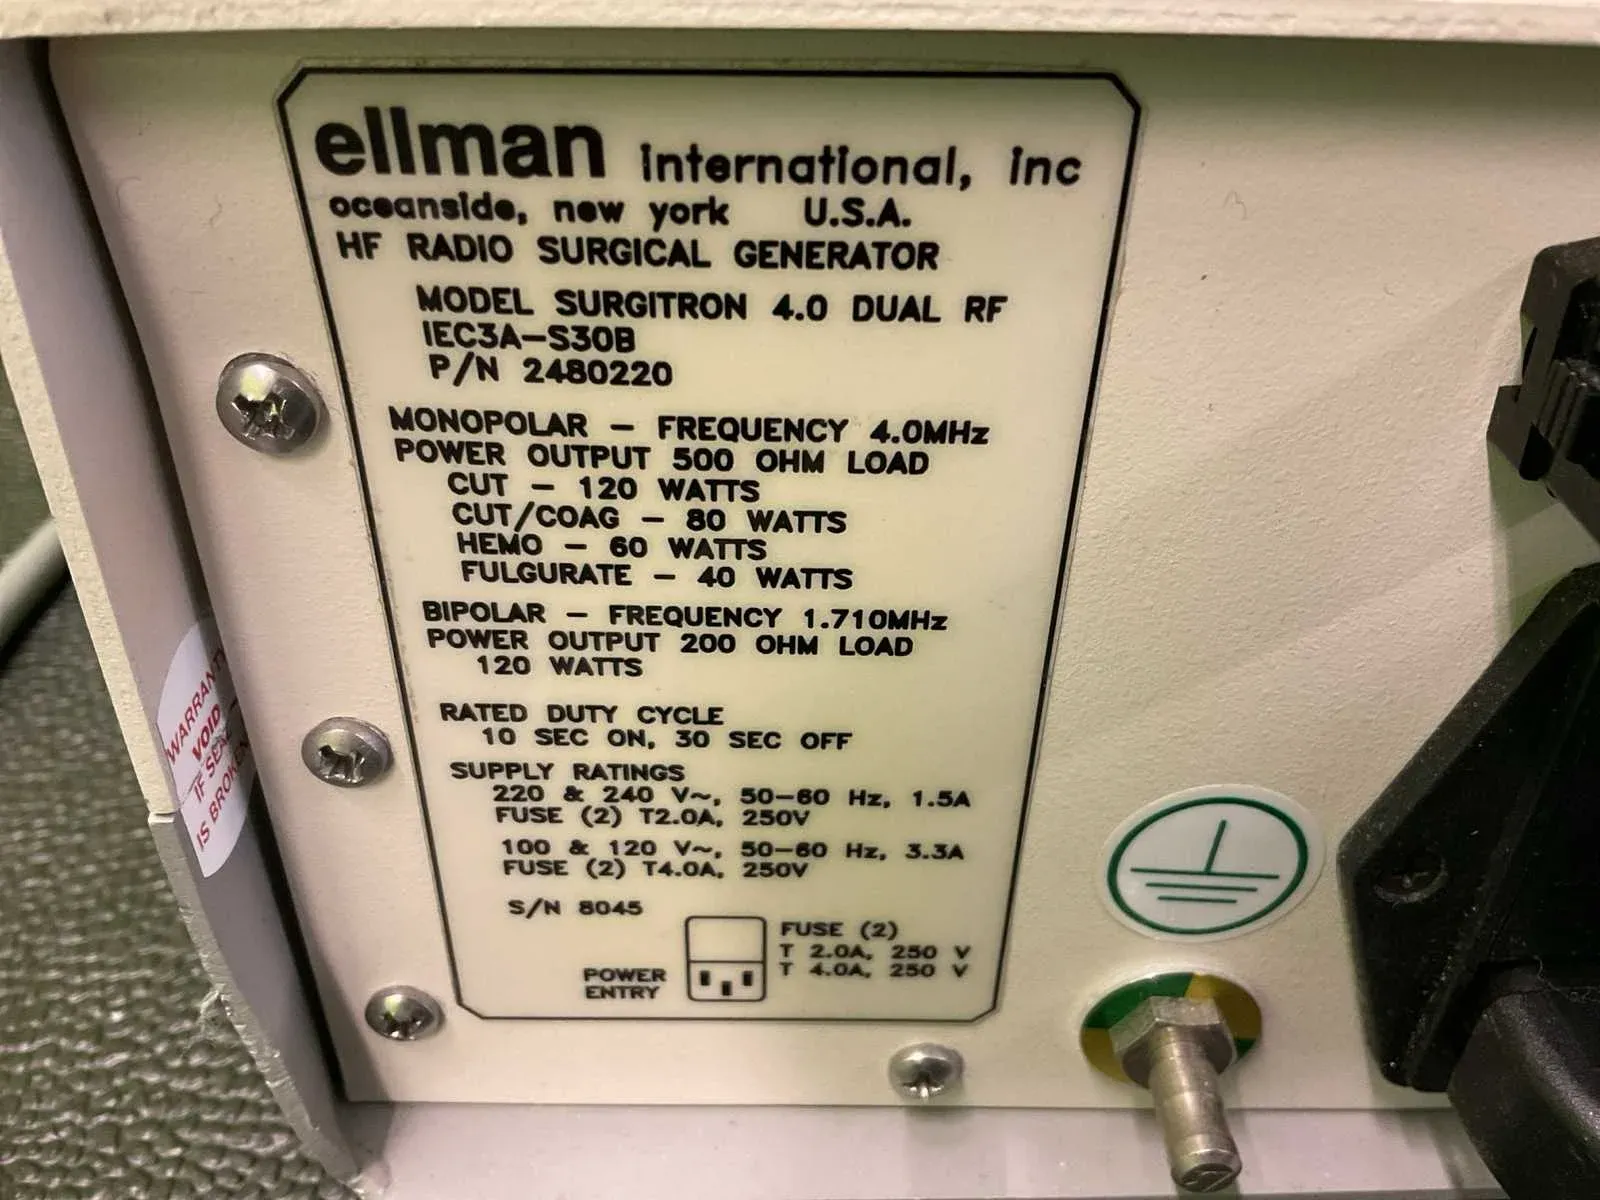 ellman international, inc
oceanside, new york U.S.A.
HF RADIO SURGICAL GENERATOR
MODEL SURGITRON 4.0 DUAL RF
IEC3A-S30B
P/N 2480220
MONOPOLAR - FREQUENCY 4.0MHz
POWER OUTPUT 500 OHM LOAD
CUT - 120 WATTS
CUT/COAG - 80 WATTS
HEMO - 60 WATTS
FULGURATE - 40 WATTS
BIPOLAR - FREQUENCY 1.710MHz
POWER OUTPUT 200 OHM LOAD
120 WATTS
RATED DUTY CYCLE
10 SEC ON, 30 SEC OFF
SUPPLY RATINGS
220 & 240 V~, 50-60 Hz, 1.5A
FUSE (2) T2.0A, 250V
100 & 120 V~, 50-60 Hz, 3.3A
FUSE (2) T4.0A, 250V
S/N 8045
POWER
ENTRY
FUSE (2)
T 2.0A, 250 V
T 4.0A, 250 V
WARRANTY
VOID
IF SEAL
IS BROKEN